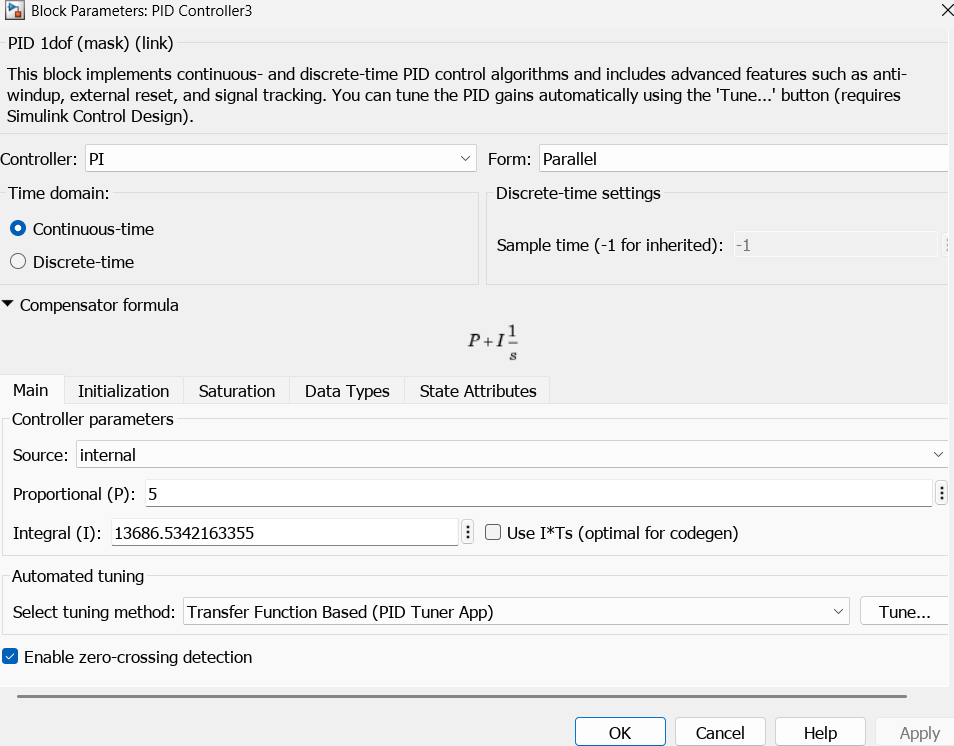 Block Parameters: PID Controller3
PID 1dof (mask) (link)
This block implements continuous- and discrete-time PID control algorithms and includes advanced features such as anti-
windup, external reset, and signal tracking. You can tune the PID gains automatically using the 'Tune...' button (requires
Simulink Control Design).
Controller: PI Form: Parallel
Time domain: Discrete-time settings
Continuous-time
Sample time (-1 for inherited): -1
Discrete-time
Compensator formula
P + I 1/s
Main Initialization Saturation Data Types State Attributes
Controller parameters
Source: internal
Proportional (P): 5
Integral (I): 13686.5342163355 Use I*Ts (optimal for codegen)
Automated tuning
Select tuning method: Transfer Function Based (PID Tuner App) Tune...
Enable zero-crossing detection
OK Cancel Help Apply